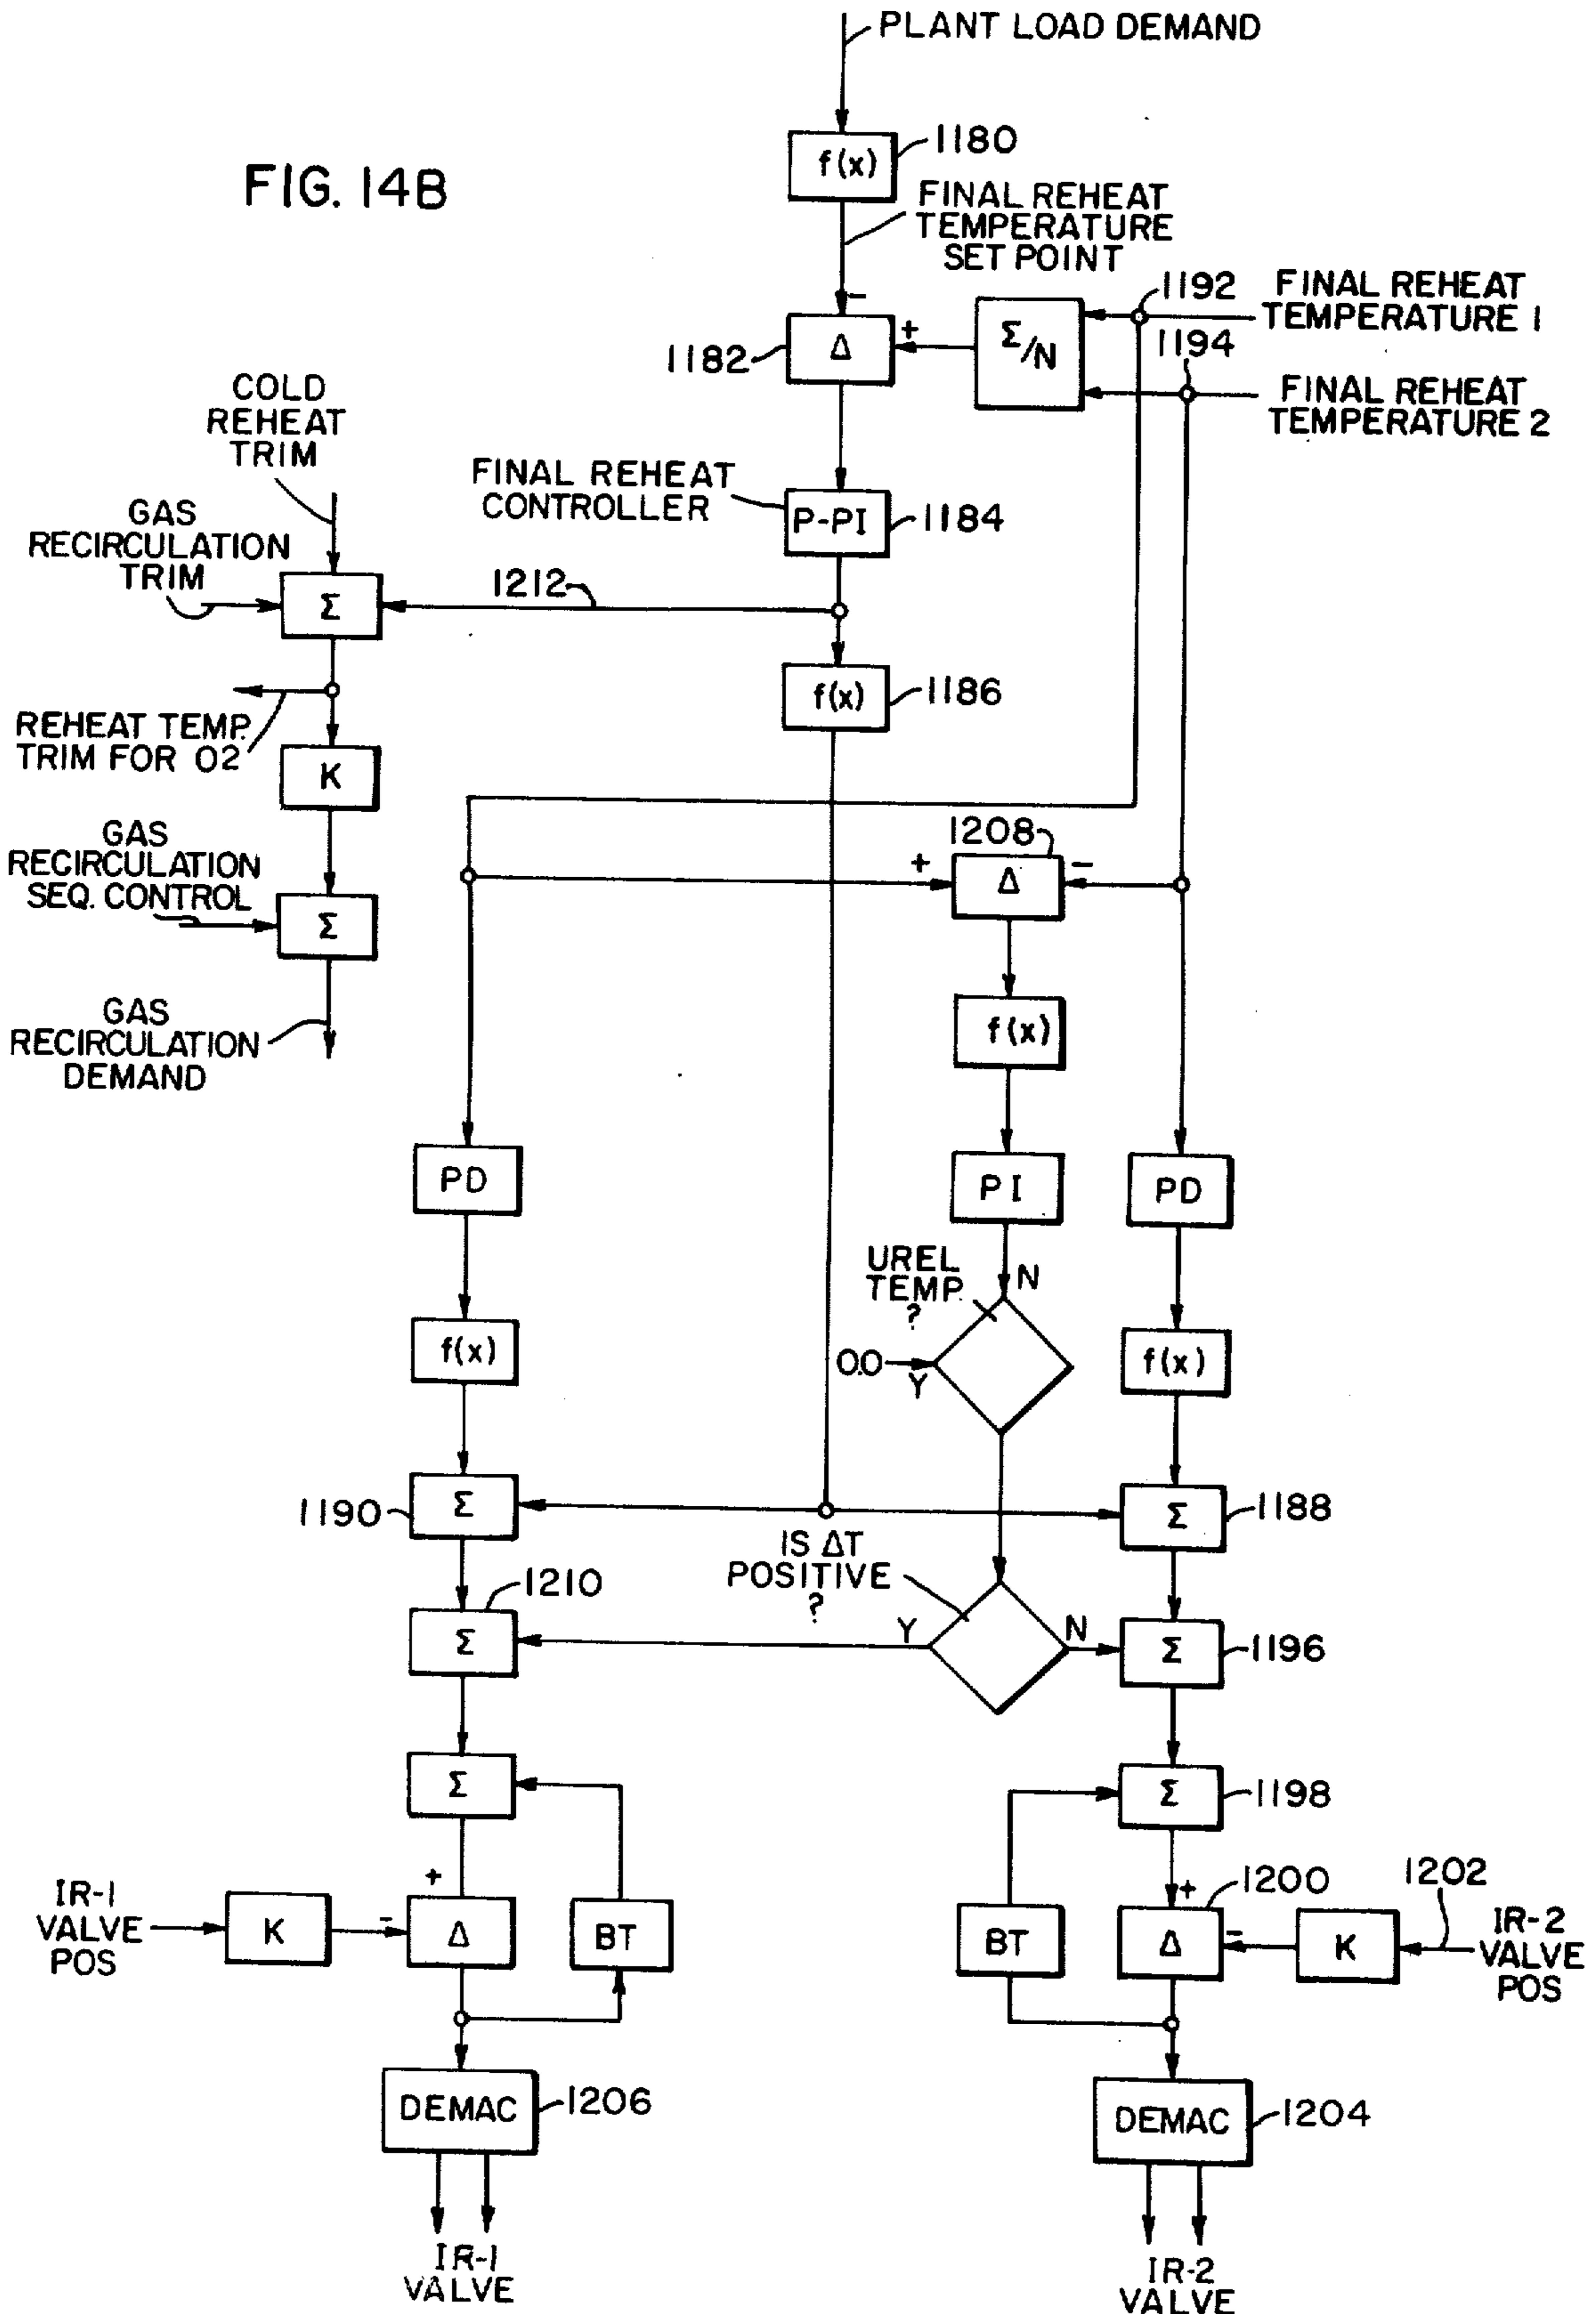 PLANT LOAD DEMAND
FIG. 14B
f(x)
1180
FINAL REHEAT
TEMPERATURE
SET POINT
-
1192
FINAL REHEAT
TEMPERATURE 1
Σ/N
+
Δ
1182
1194
FINAL REHEAT
TEMPERATURE 2
COLD
REHEAT
TRIM
FINAL REHEAT
CONTROLLER
P-PI
1184
GAS
RECIRCULATION
TRIM
Σ
1212
f(x)
1186
REHEAT TEMP.
TRIM FOR O2
K
GAS
RECIRCULATION
SEQ. CONTROL
Σ
1208
+
Δ
-
GAS
RECIRCULATION
DEMAND
f(x)
PD
PI
PD
UREL
TEMP.
?
N
0.0
Y
f(x)
f(x)
1190
Σ
Σ
1188
IS ΔT
POSITIVE
?
1210
Σ
Y
N
Σ
1196
Σ
Σ
1198
+
+
1200
1202
IR-1
VALVE
POS
K
-
Δ
BT
BT
Δ
-
K
IR-2
VALVE
POS
DEMAC
1206
DEMAC
1204
IR-1
VALVE
IR-2
VALVE